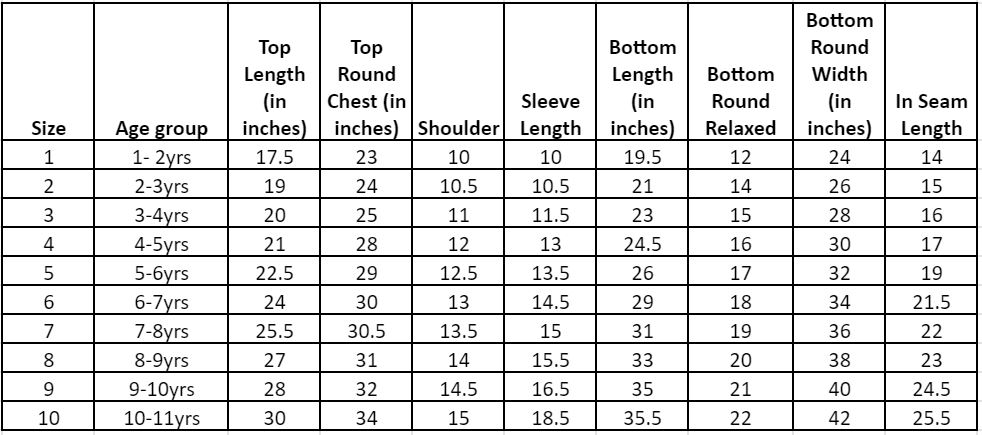 Size Age group Top Length (in inches) Top Round Chest (in inches) Shoulder Sleeve Length Bottom Length (in inches) Bottom Round Relaxed Bottom Round Width (in inches) In Seam Length
1 1- 2yrs 17.5 23 10 10 19.5 12 24 14
2 2-3yrs 19 24 10.5 10.5 21 14 26 15
3 3-4yrs 20 25 11 11.5 23 15 28 16
4 4-5yrs 21 28 12 13 24.5 16 30 17
5 5-6yrs 22.5 29 12.5 13.5 26 17 32 19
6 6-7yrs 24 30 13 14.5 29 18 34 21.5
7 7-8yrs 25.5 30.5 13.5 15 31 19 36 22
8 8-9yrs 27 31 14 15.5 33 20 38 23
9 9-10yrs 28 32 14.5 16.5 35 21 40 24.5
10 10-11yrs 30 34 15 18.5 35.5 22 42 25.5